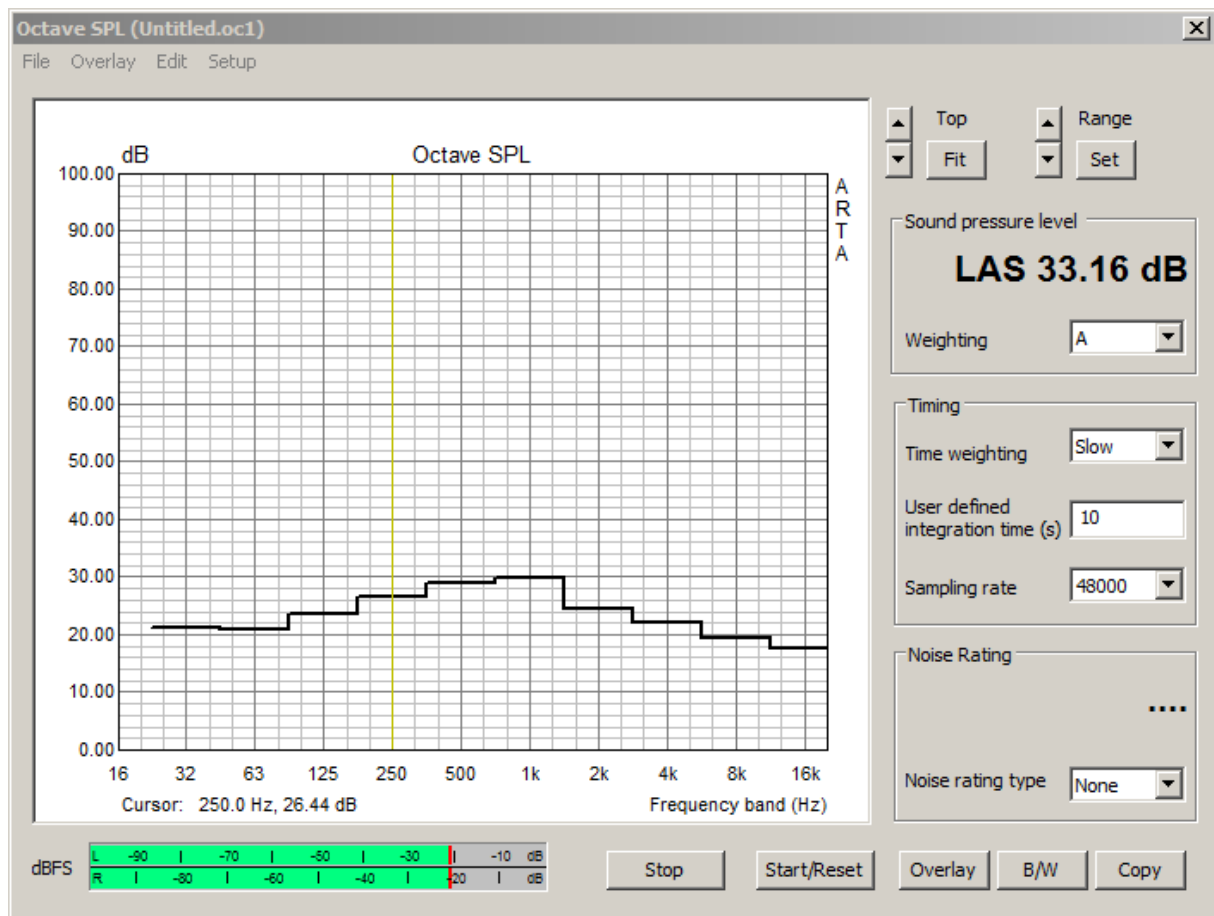 Octave SPL (Untitled.oc1)
File Overlay Edit Setup
dB
Octave SPL
100.00
90.00
80.00
70.00
60.00
50.00
40.00
30.00
20.00
10.00
0.00
A
R
T
A
16 32 63 125 250 500 1k 2k 4k 8k 16k
Cursor: 250.0 Hz, 26.44 dB
Frequency band (Hz)
Top
Fit
Range
Set
Sound pressure level
LAS 33.16 dB
Weighting A
Timing
Time weighting Slow
User defined
integration time (s) 10
Sampling rate 48000
Noise Rating
....
Noise rating type None
dBFS
L -90 | -70 | -50 | -30 | -10 dB
R | -80 | -60 | -40 | -20 | dB
Stop
Start/Reset
Overlay
B/W
Copy